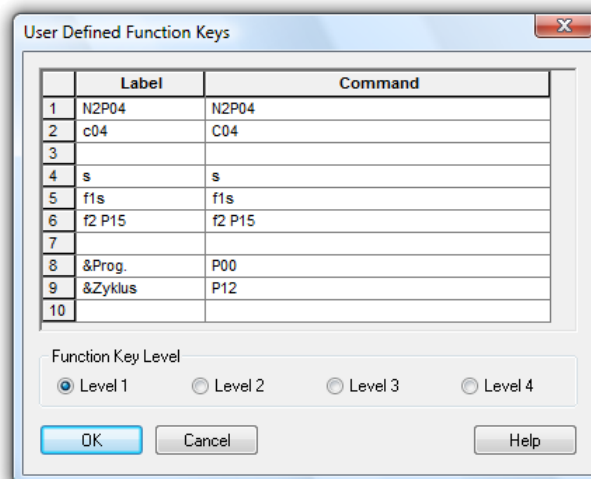 User Defined Function Keys
Label Command
1 N2P04 N2P04
2 c04 C04
3
4 s s
5 f1s f1s
6 f2 P15 f2 P15
7
8 &Prog. P00
9 &Zyklus P12
10
Function Key Level
Level 1 Level 2 Level 3 Level 4
OK Cancel Help